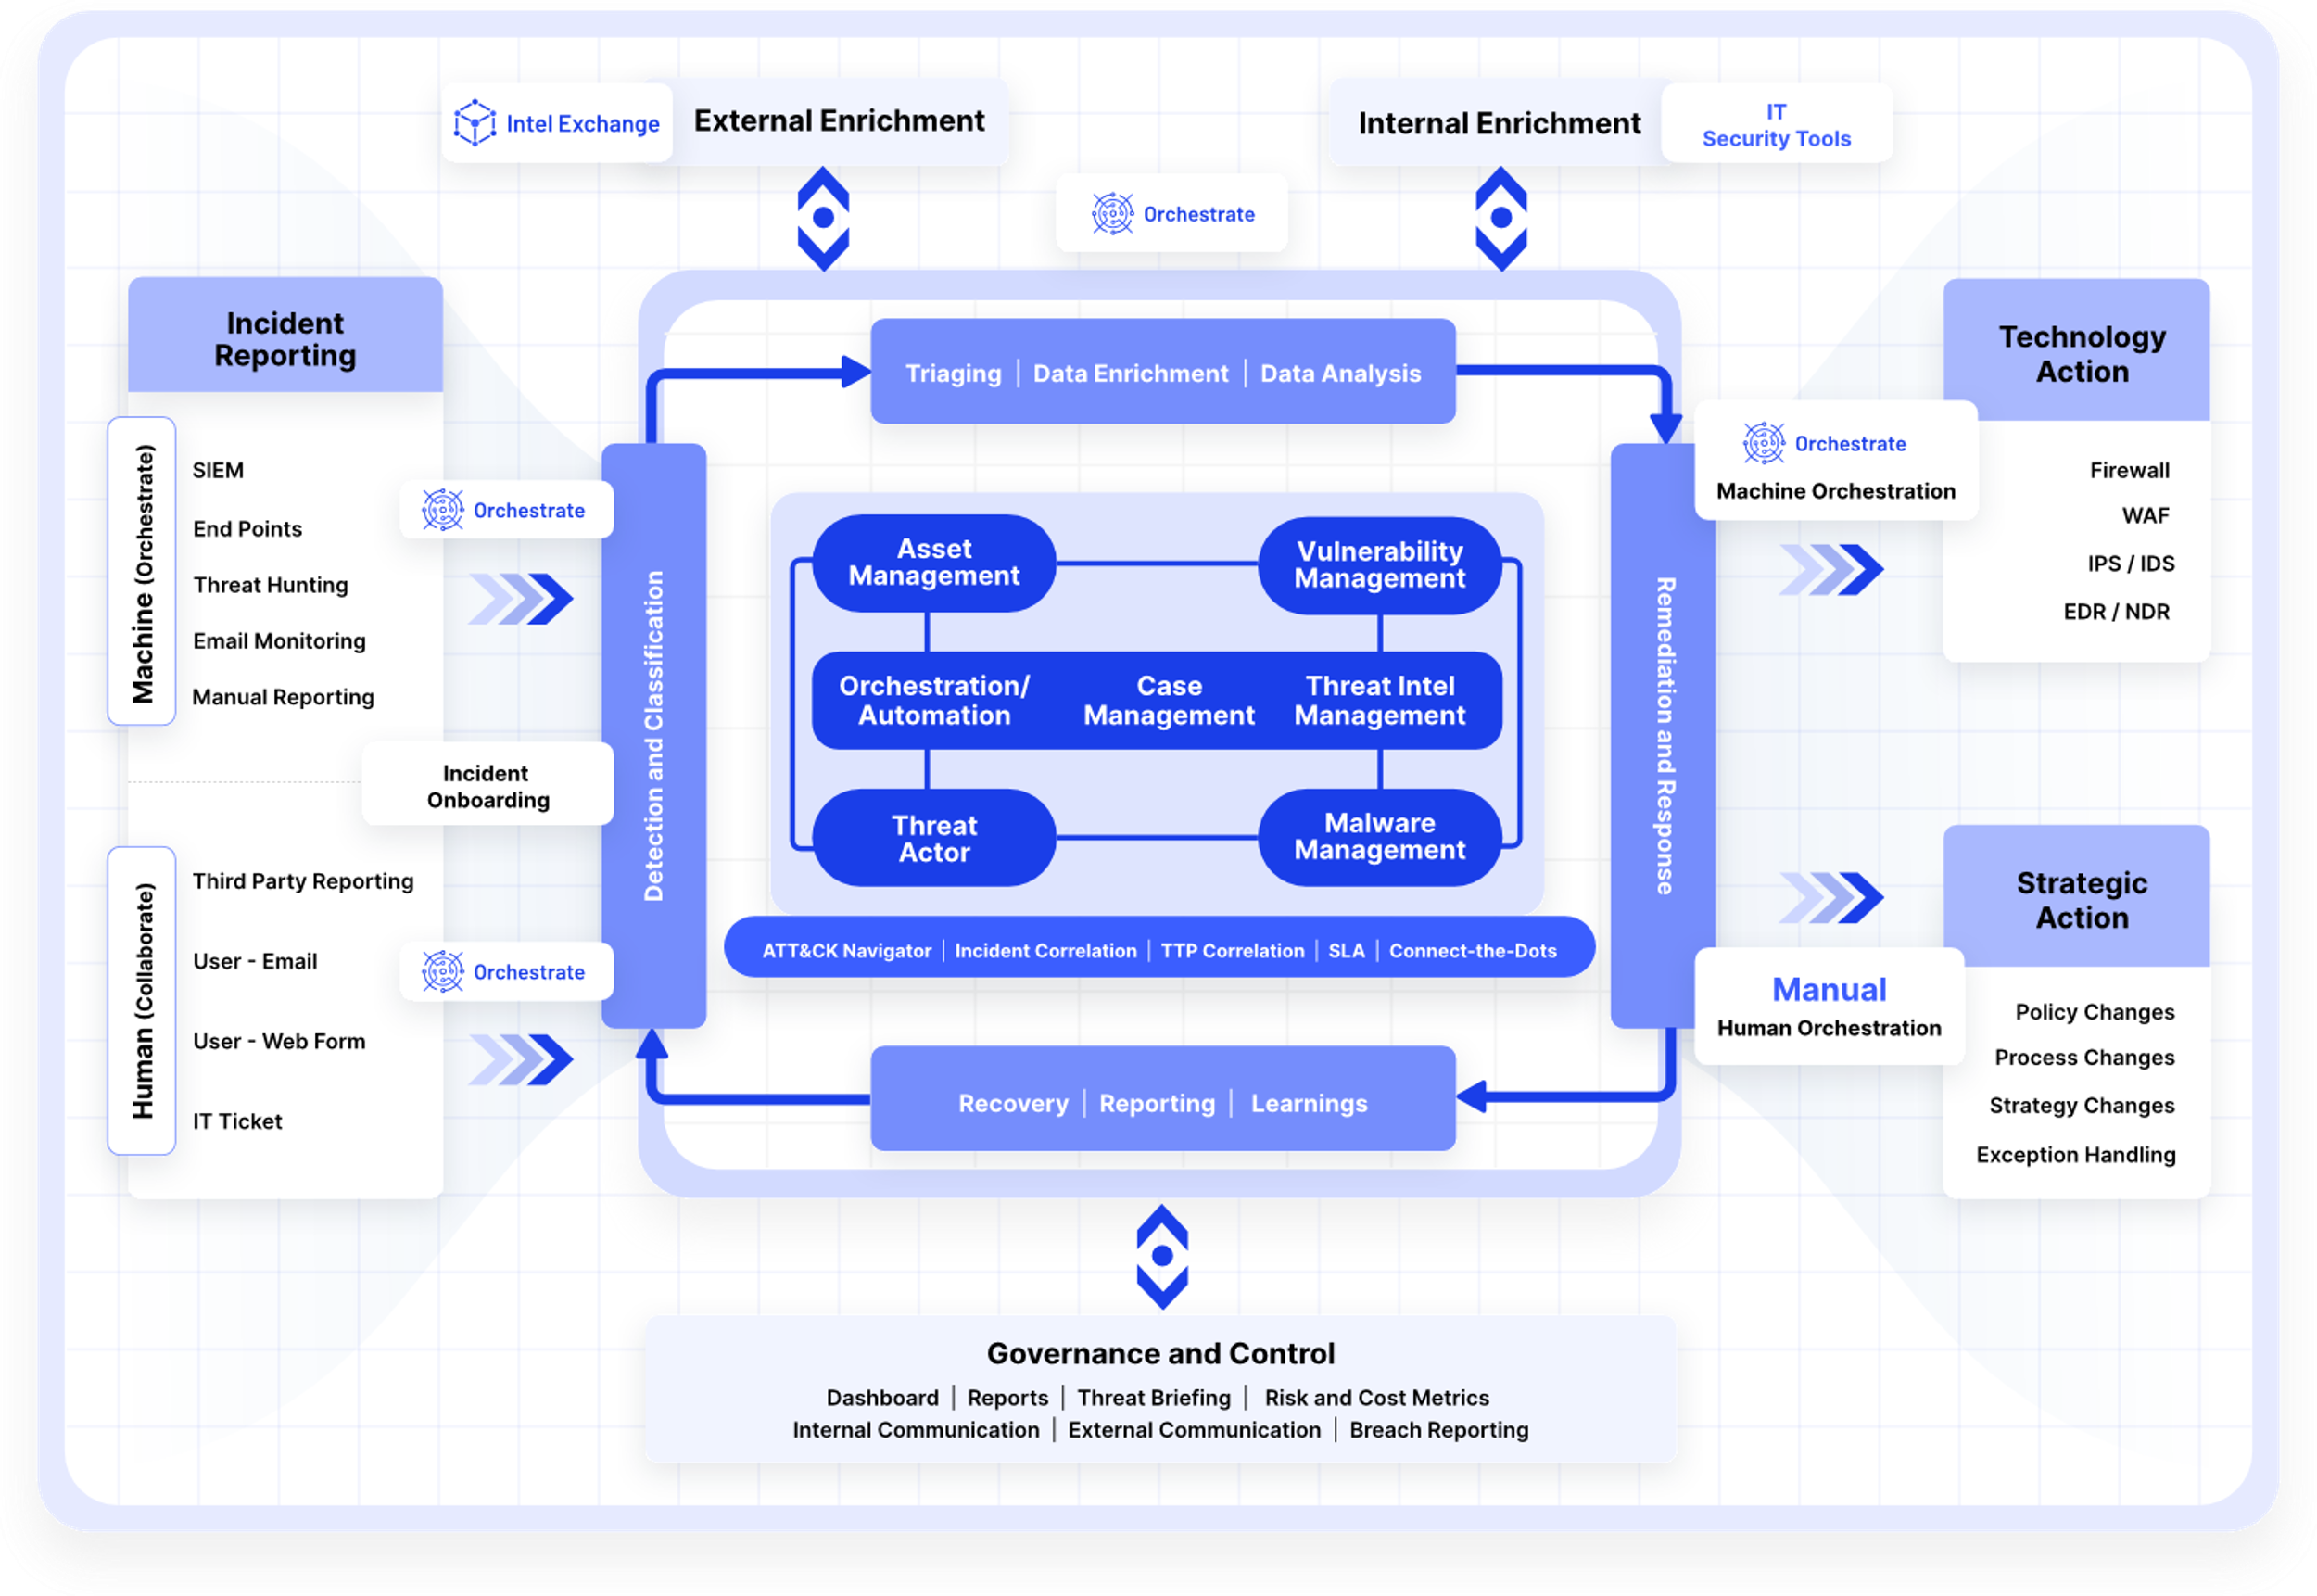 Intel Exchange
External Enrichment
Internal Enrichment
IT
Security Tools
Orchestrate
Incident
Reporting
Machine (Orchestrate)
SIEM
End Points
Threat Hunting
Email Monitoring
Manual Reporting
Orchestrate
Incident
Onboarding
Human (Collaborate)
Third Party Reporting
User - Email
User - Web Form
IT Ticket
Orchestrate
Detection and Classification
Triaging | Data Enrichment | Data Analysis
Asset
Management
Vulnerability
Management
Orchestration/
Automation
Case
Management
Threat Intel
Management
Threat
Actor
Malware
Management
ATT&CK Navigator | Incident Correlation | TTP Correlation | SLA | Connect-the-Dots
Recovery | Reporting | Learnings
Remediation and Response
Orchestrate
Machine Orchestration
Technology
Action
Firewall
WAF
IPS / IDS
EDR / NDR
Manual
Human Orchestration
Strategic
Action
Policy Changes
Process Changes
Strategy Changes
Exception Handling
Governance and Control
Dashboard | Reports | Threat Briefing | Risk and Cost Metrics
Internal Communication | External Communication | Breach Reporting